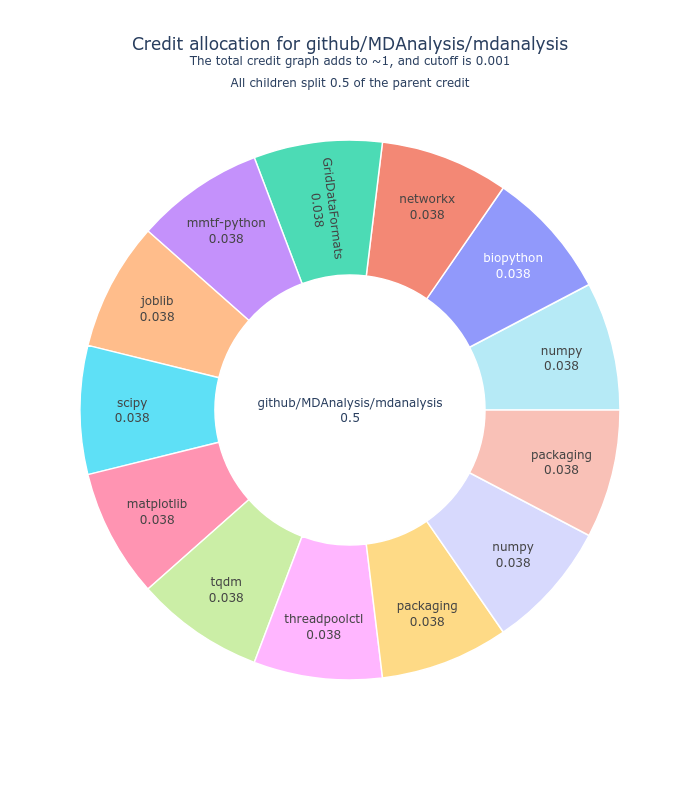 Credit allocation for github/MDAnalysis/mdanalysis
The total credit graph adds to ~1, and cutoff is 0.001
All children split 0.5 of the parent credit
GridDataFormats
0.038
networkx
0.038
mmtf-python
0.038
biopython
0.038
joblib
0.038
numpy
0.038
scipy
0.038
github/MDAnalysis/mdanalysis
0.5
packaging
0.038
matplotlib
0.038
numpy
0.038
tqdm
0.038
packaging
0.038
threadpoolctl
0.038